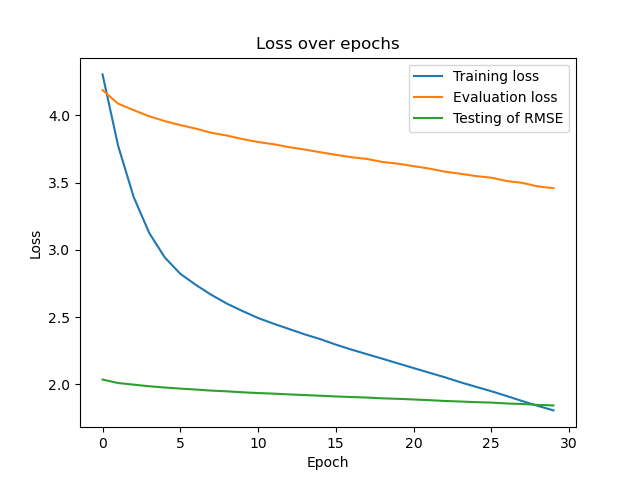 Loss over epochs
Training loss
Evaluation loss
Testing of RMSE
Loss
4.0
3.5
3.0
2.5
2.0
0 5 10 15 20 25 30
Epoch